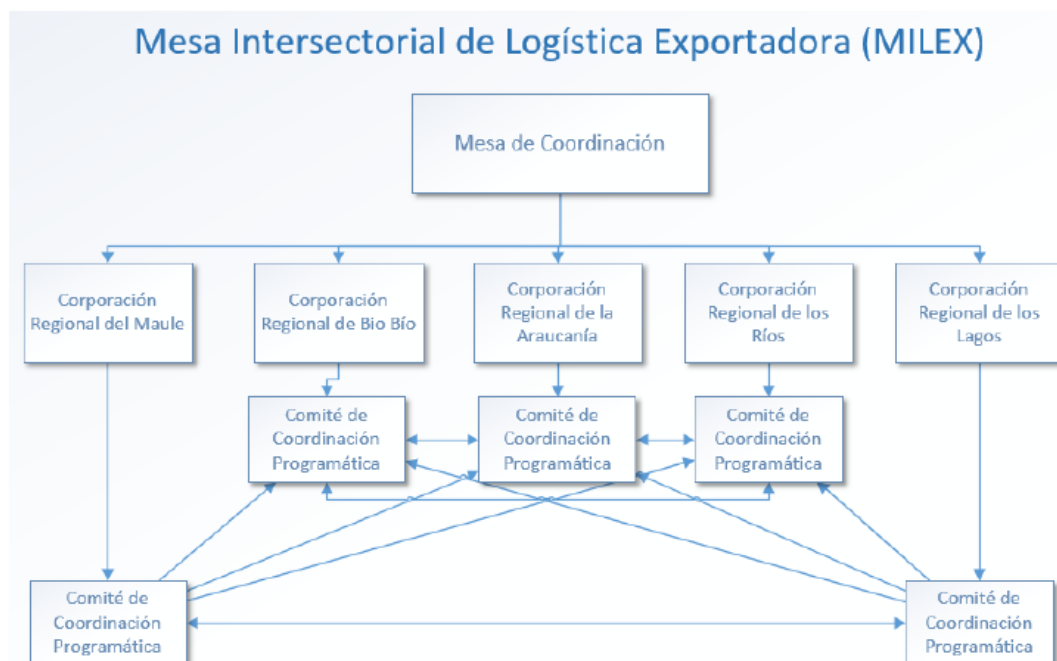 Mesa Intersectorial de Logística Exportadora (MILEX)
Mesa de Coordinación
Corporación
Regional del Maule
Corporación
Regional de Bio Bío
Corporación
Regional de la
Araucanía
Corporación
Regional de los
Ríos
Corporación
Regional de los
Lagos
Comité de
Coordinación
Programática
Comité de
Coordinación
Programática
Comité de
Coordinación
Programática
Comité de
Coordinación
Programática
Comité de
Coordinación
Programática